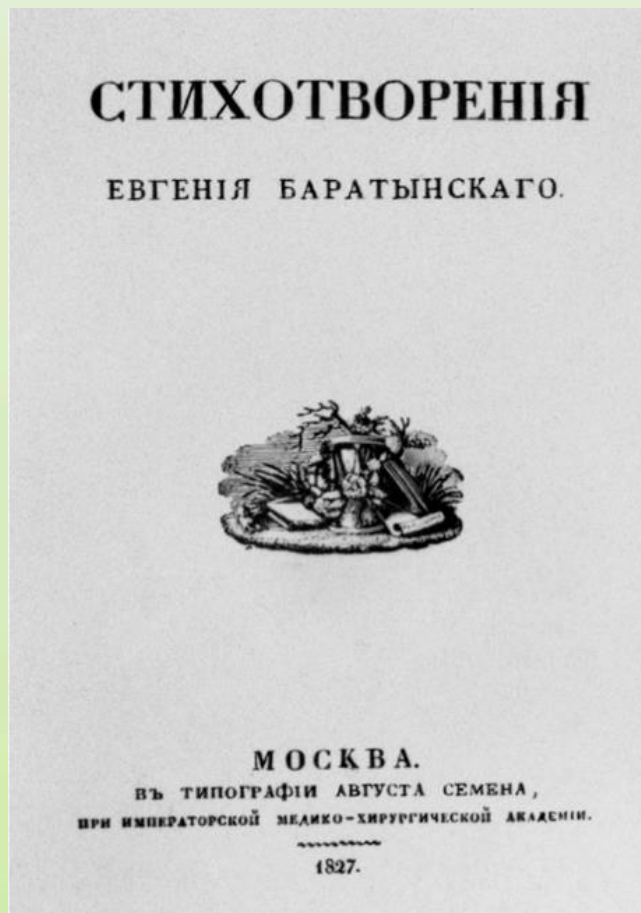 СТИХОТВОРЕНІЯ
ЕВГЕНІЯ БАРАТЫНСКАГО.
МОСКВА.
ВЪ ТИПОГРАФІИ АВГУСТА СЕМЕНА,
ПРИ ИМПЕРАТОРСКОЙ МЕДИКО-ХИРУРГИЧЕСКОЙ АКАДЕМІИ.
1827.